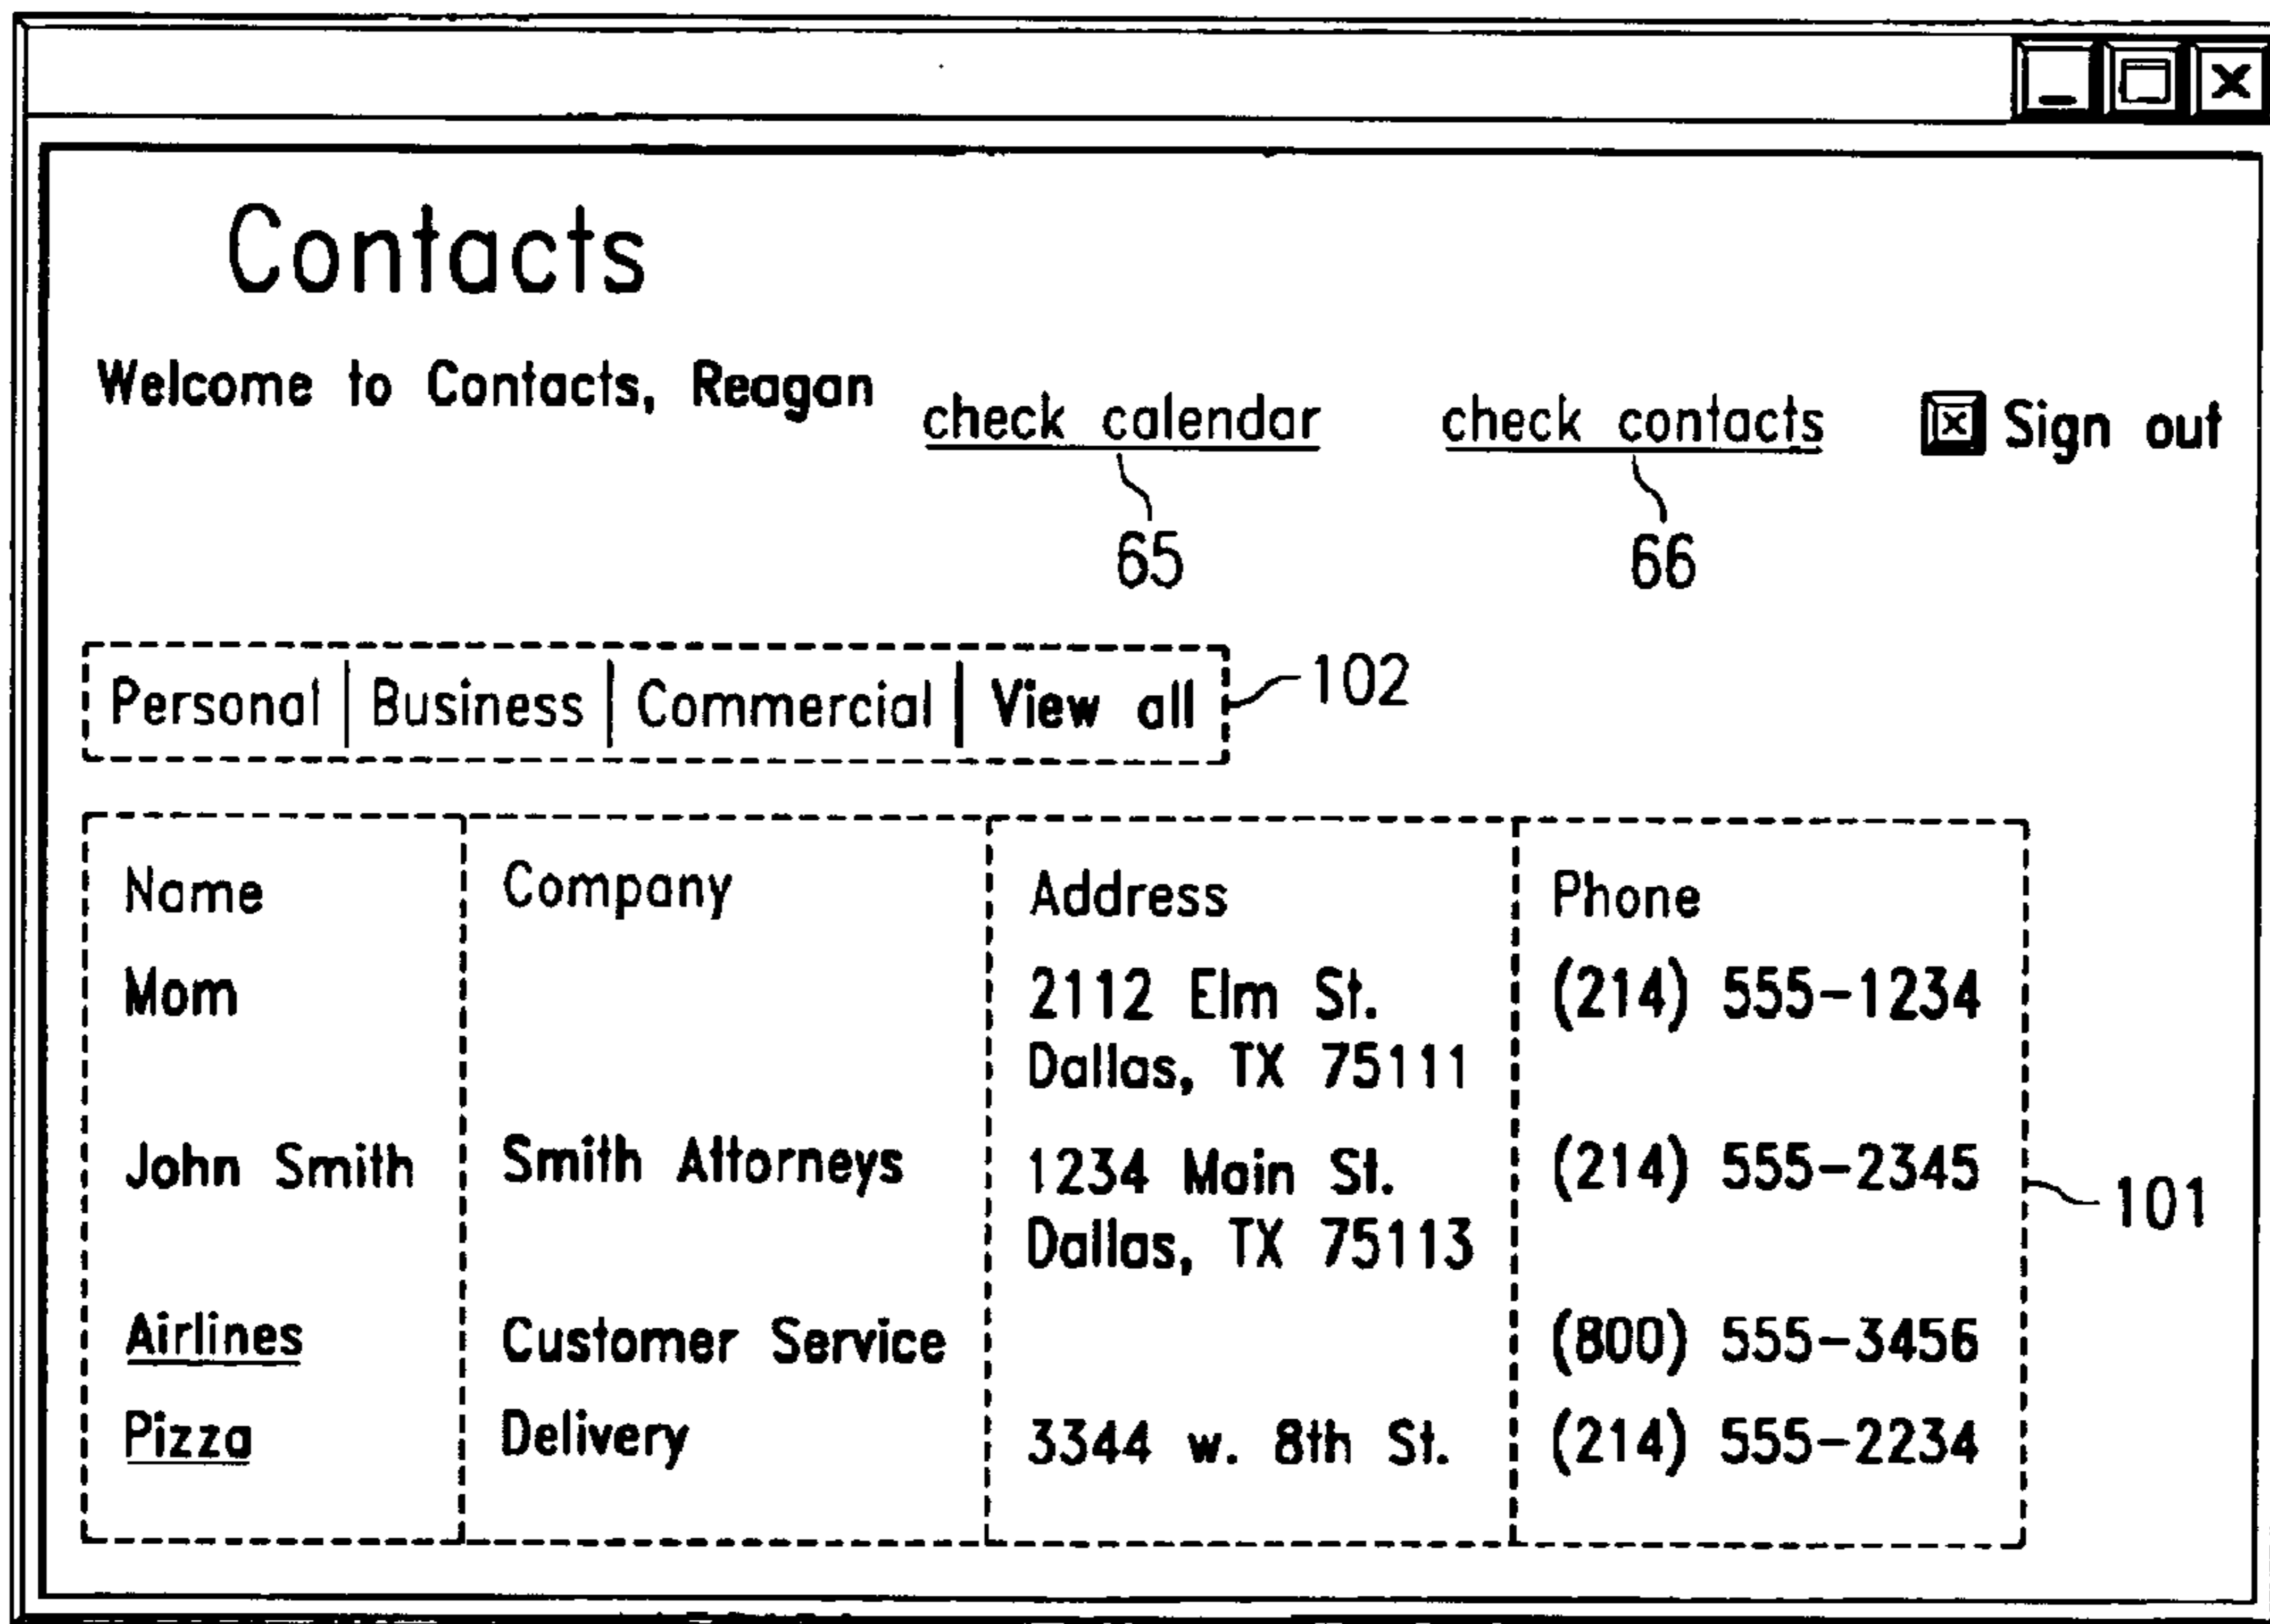 Contacts
Welcome to Contacts, Reagan
check calendar
check contacts
Sign out
65
66
Personal | Business | Commercial | View all
102
Name Company Address Phone
Mom 2112 Elm St. (214) 555-1234
Dallas, TX 75111
John Smith Smith Attorneys 1234 Main St. (214) 555-2345
101
Dallas, TX 75113
Airlines Customer Service (800) 555-3456
Pizza Delivery 3344 w. 8th St. (214) 555-2234